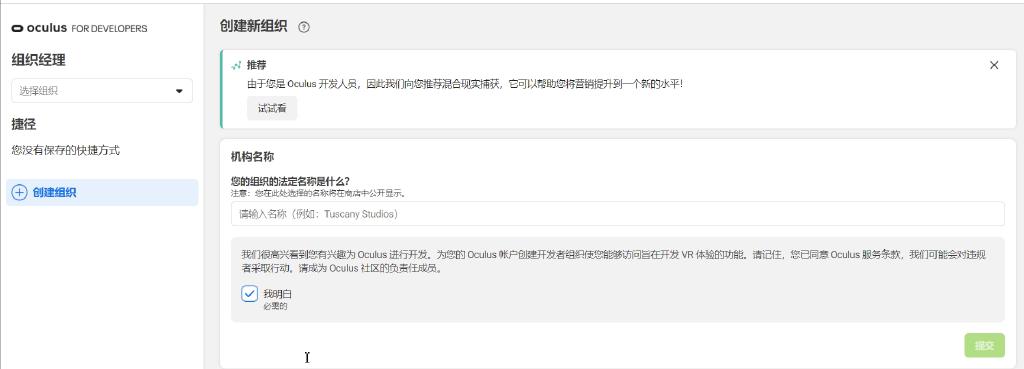 oculus FOR DEVELOPERS
组织经理
选择组织
捷径
您没有保存的快捷方式
创建组织
创建新组织
推荐
由于您是 Oculus 开发人员，因此我们向您推荐混合现实捕获，它可以帮助您将营销提升到一个新的水平！
试试看
机构名称
您的组织的法定名称是什么？
注意：您在此处选择的名称将在商店中公开显示。
请输入名称（例如：Tuscany Studios）
我们很高兴看到您有兴趣为 Oculus 进行开发。为您的 Oculus 帐户创建开发者组织使您能够访问旨在开发 VR 体验的功能。请记住，您已同意 Oculus 服务条款，我们可能会对违规
者采取行动。请成为 Oculus 社区的负责任成员。
我明白
必需的
提交